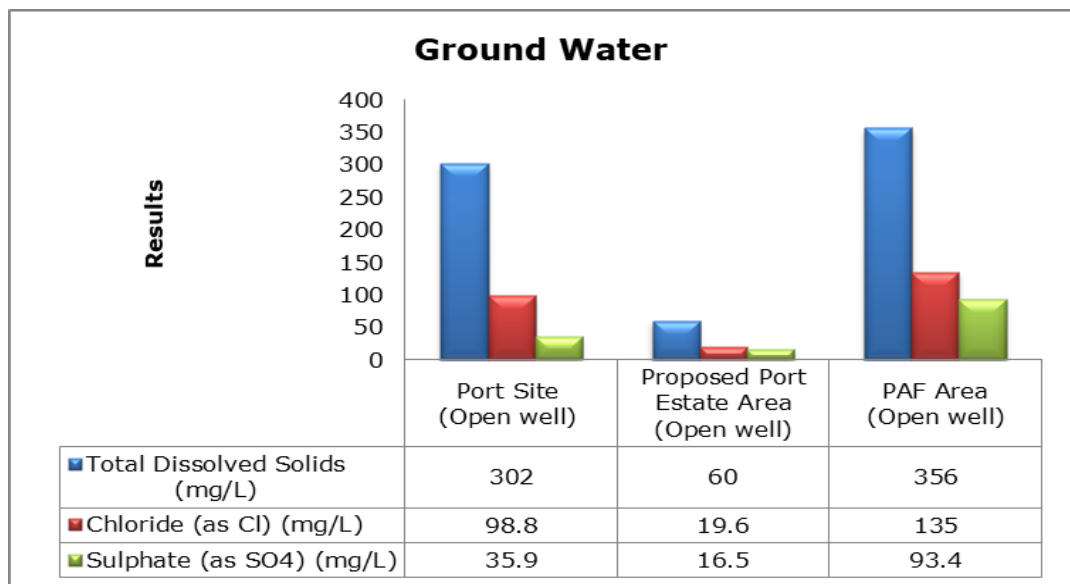 Ground Water
Results
400
350
300
250
200
150
100
50
0
Port Site
(Open well)
Proposed Port
Estate Area
(Open well)
PAF Area
(Open well)
Total Dissolved Solids
(mg/L)
302
60
356
Chloride (as Cl) (mg/L)
98.8
19.6
135
Sulphate (as SO4) (mg/L)
35.9
16.5
93.4